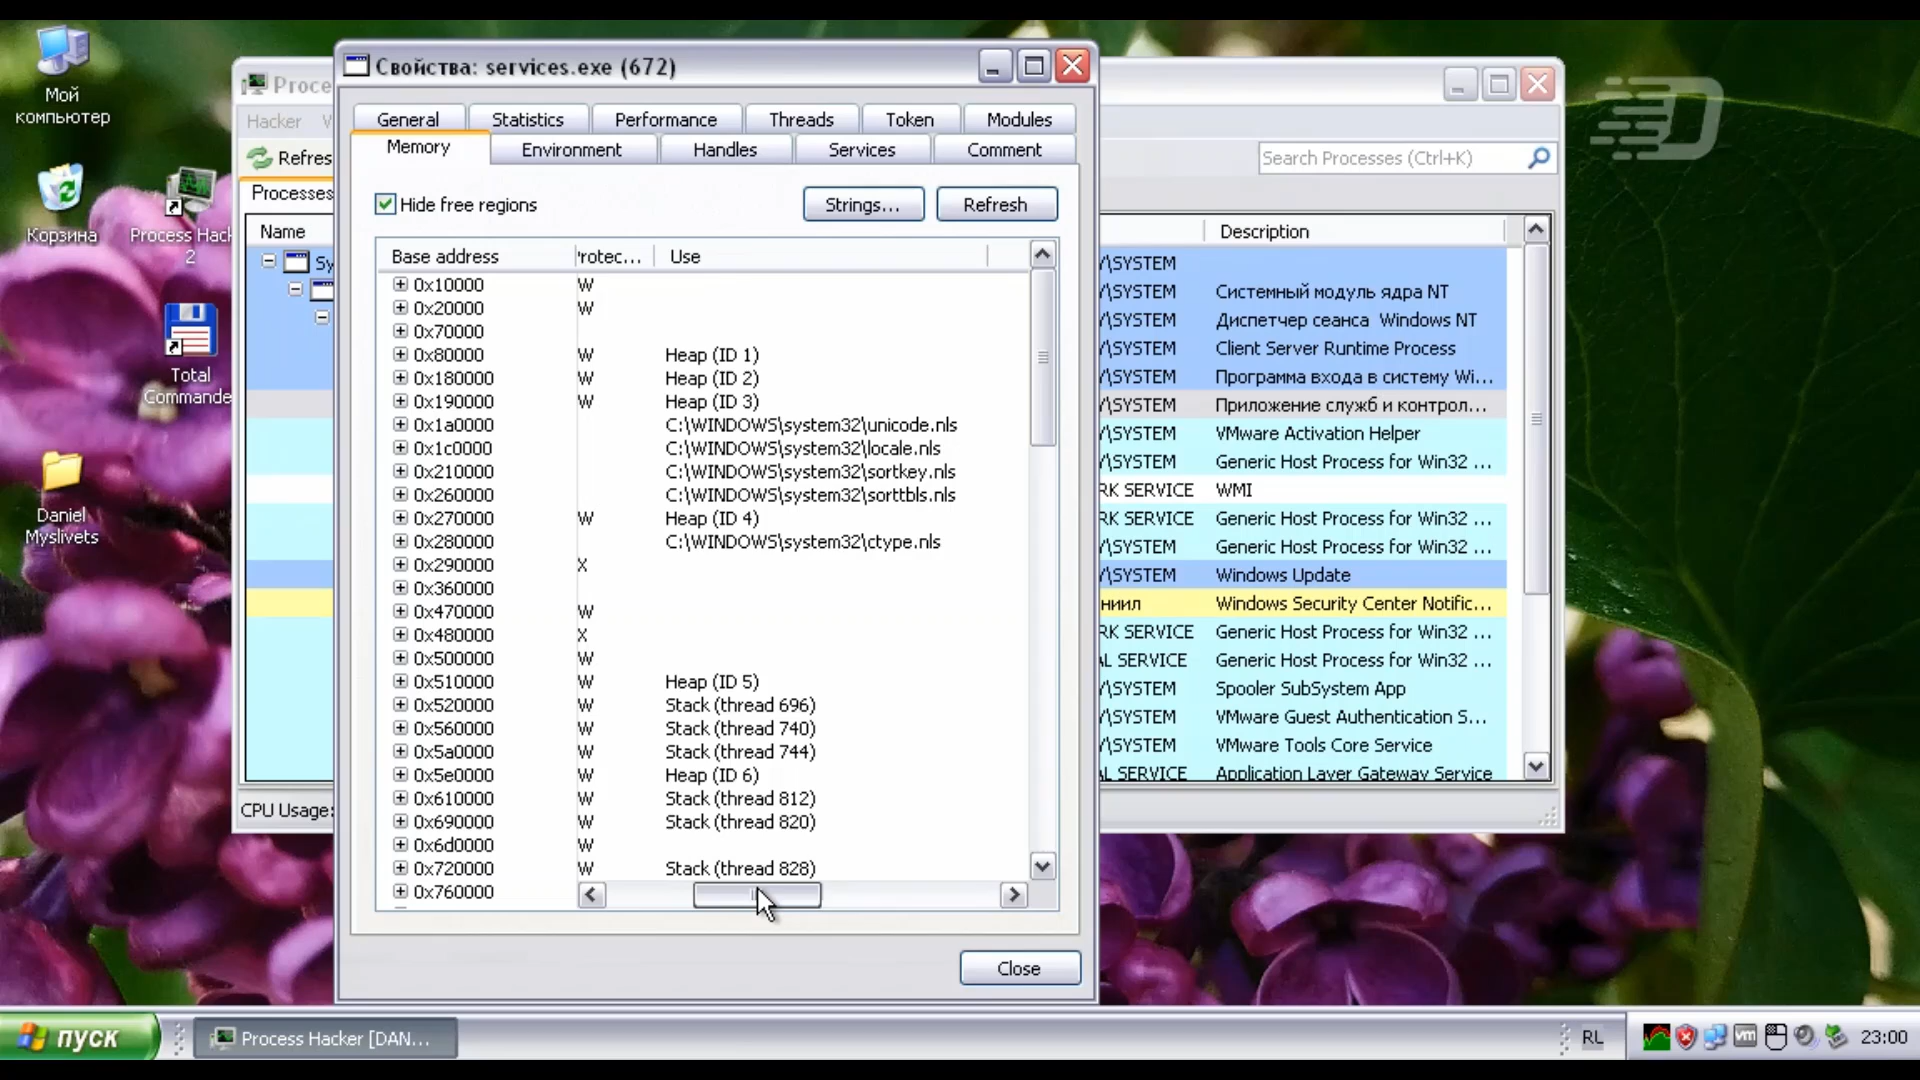 Мой
компьютер
Корзина
Process Hack
2
Total
Commande
Daniel
Myslivets
Proce
Hacker V
Refres
Processes
Name
Sy
CPU Usage:
Свойства: services.exe (672)
General Statistics Performance Threads Token Modules
Memory Environment Handles Services Comment
Hide free regions Strings... Refresh
Base address rotec... Use
0x10000 W
0x20000 W
0x70000
0x80000 W Heap (ID 1)
0x180000 W Heap (ID 2)
0x190000 W Heap (ID 3)
0x1a0000 C:\WINDOWS\system32\unicode.nls
0x1c0000 C:\WINDOWS\system32\locale.nls
0x210000 C:\WINDOWS\system32\sortkey.nls
0x260000 C:\WINDOWS\system32\sorttbls.nls
0x270000 W Heap (ID 4)
0x280000 C:\WINDOWS\system32\ctype.nls
0x290000 X
0x360000
0x470000 W
0x480000 X
0x500000 W
0x510000 W Heap (ID 5)
0x520000 W Stack (thread 696)
0x560000 W Stack (thread 740)
0x5a0000 W Stack (thread 744)
0x5e0000 W Heap (ID 6)
0x610000 W Stack (thread 812)
0x690000 W Stack (thread 820)
0x6d0000 W
0x720000 W Stack (thread 828)
0x760000
Close
Search Processes (Ctrl+K)
Description
Y\SYSTEM
Y\SYSTEM Системный модуль ядра NT
Y\SYSTEM Диспетчер сеанса Windows NT
Y\SYSTEM Client Server Runtime Process
Y\SYSTEM Программа входа в систему Wi...
Y\SYSTEM Приложение служб и контрол...
Y\SYSTEM VMware Activation Helper
Y\SYSTEM Generic Host Process for Win32 ...
RK SERVICE WMI
RK SERVICE Generic Host Process for Win32 ...
Y\SYSTEM Generic Host Process for Win32 ...
Y\SYSTEM Windows Update
ниил Windows Security Center Notific...
RK SERVICE Generic Host Process for Win32 ...
AL SERVICE Generic Host Process for Win32 ...
Y\SYSTEM Spooler SubSystem App
Y\SYSTEM VMware Guest Authentication S...
Y\SYSTEM VMware Tools Core Service
AL SERVICE Application Layer Gateway Service
пуск
Process Hacker [DAN...
RL
vm
23:00